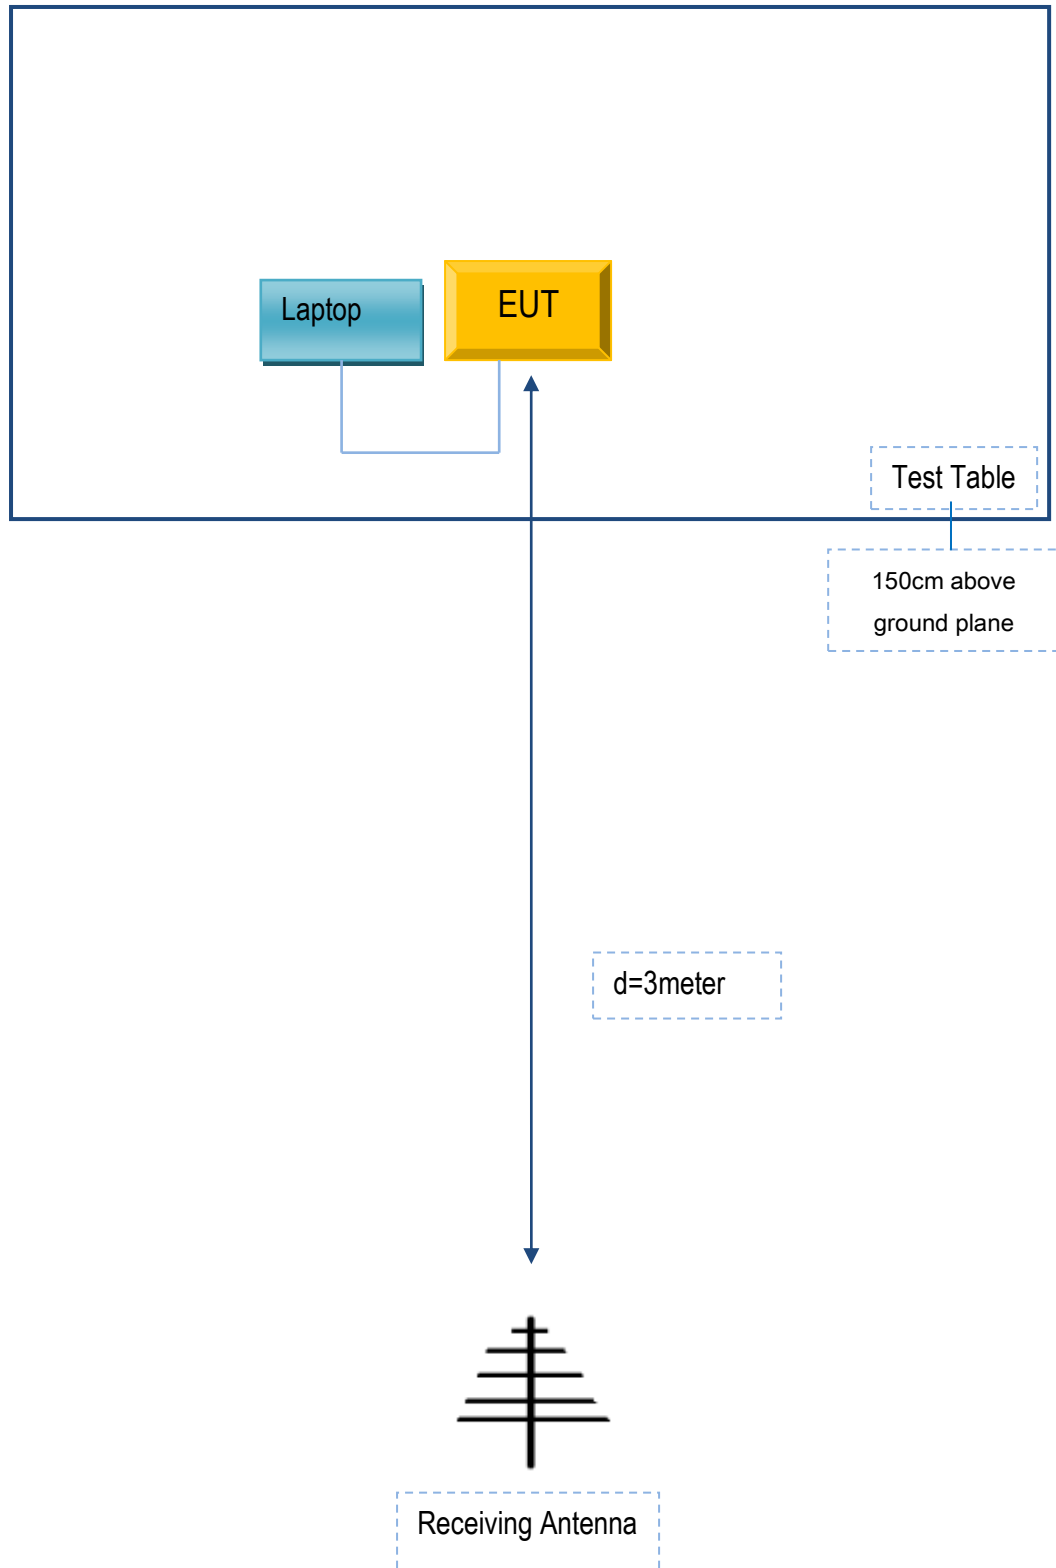 Laptop
EUT
Test Table
150cm above
ground plane
d=3meter
Receiving Antenna